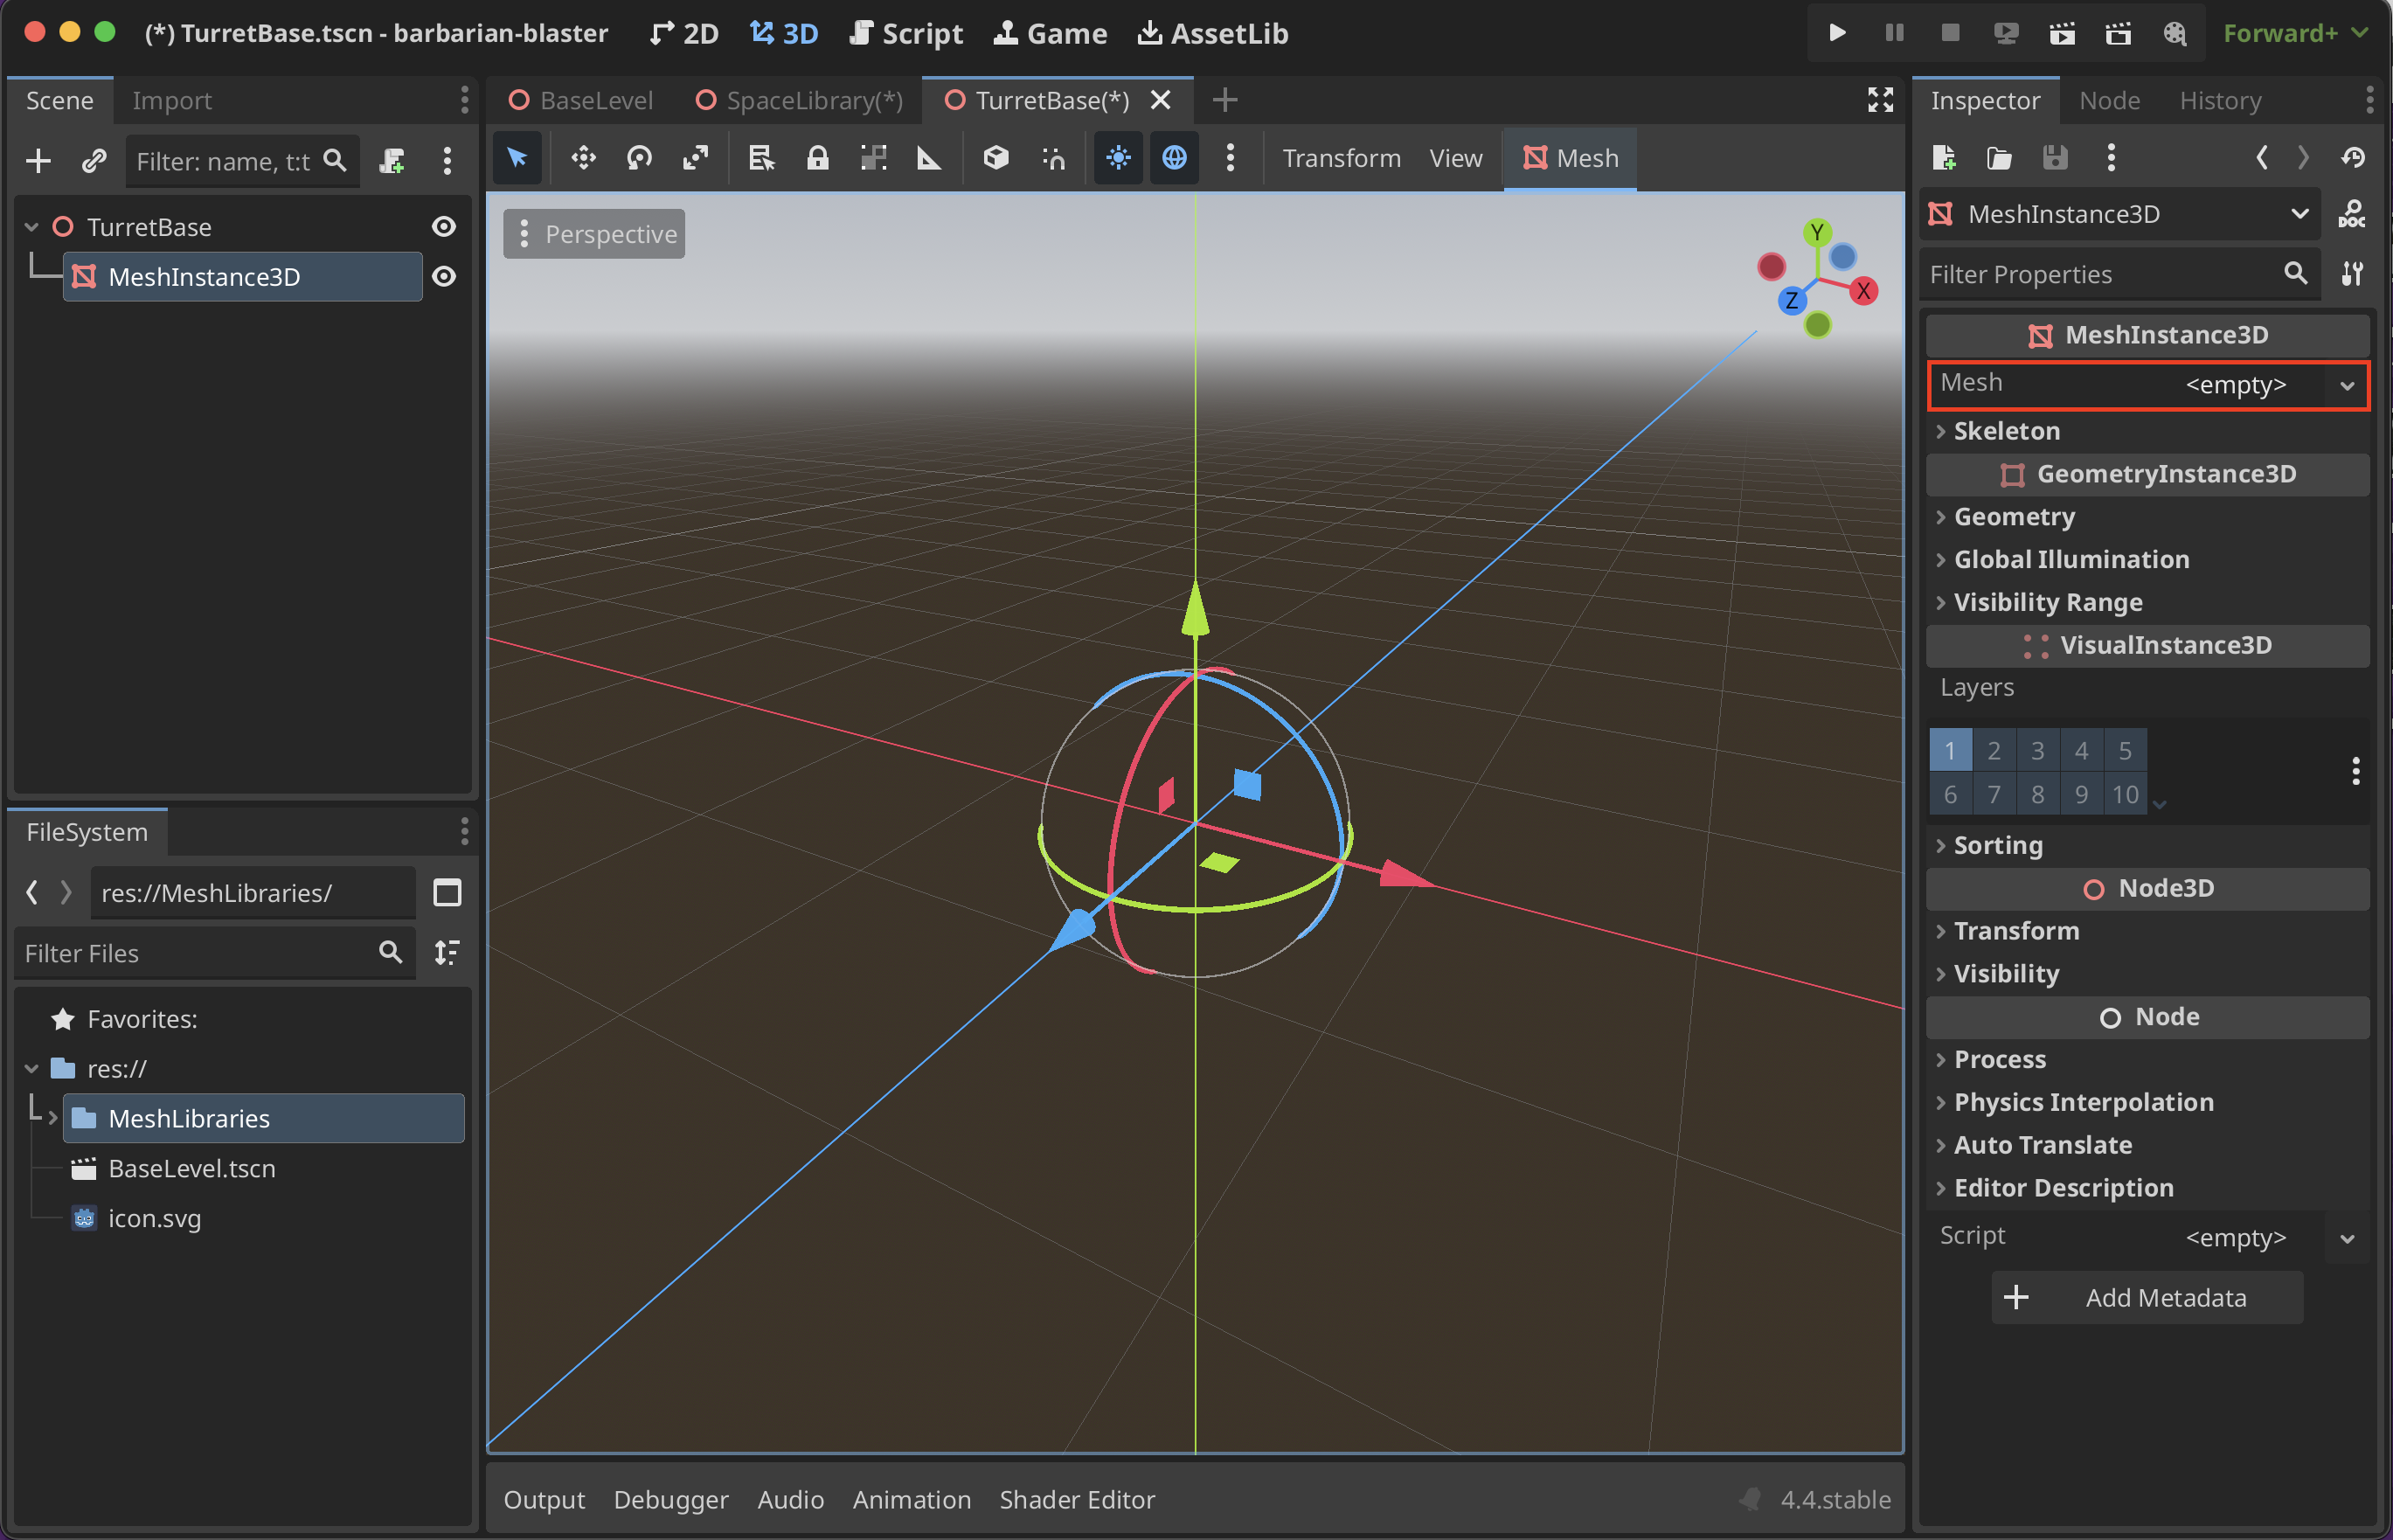 (*) TurretBase.tscn - barbarian-blaster
2D
3D
Script
Game
AssetLib
Forward+
Scene
Import
Filter: name, t:t
TurretBase
MeshInstance3D
FileSystem
res://MeshLibraries/
Filter Files
Favorites:
res://
MeshLibraries
BaseLevel.tscn
icon.svg
BaseLevel
SpaceLibrary(*)
TurretBase(*)
Transform
View
Mesh
Perspective
Y
X
Z
Output
Debugger
Audio
Animation
Shader Editor
4.4.stable
Inspector
Node
History
MeshInstance3D
DOC
Filter Properties
MeshInstance3D
Mesh <empty>
Skeleton
GeometryInstance3D
Geometry
Global Illumination
Visibility Range
VisualInstance3D
Layers
1 2 3 4 5
6 7 8 9 10
Sorting
Node3D
Transform
Visibility
Node
Process
Physics Interpolation
Auto Translate
Editor Description
Script <empty>
Add Metadata